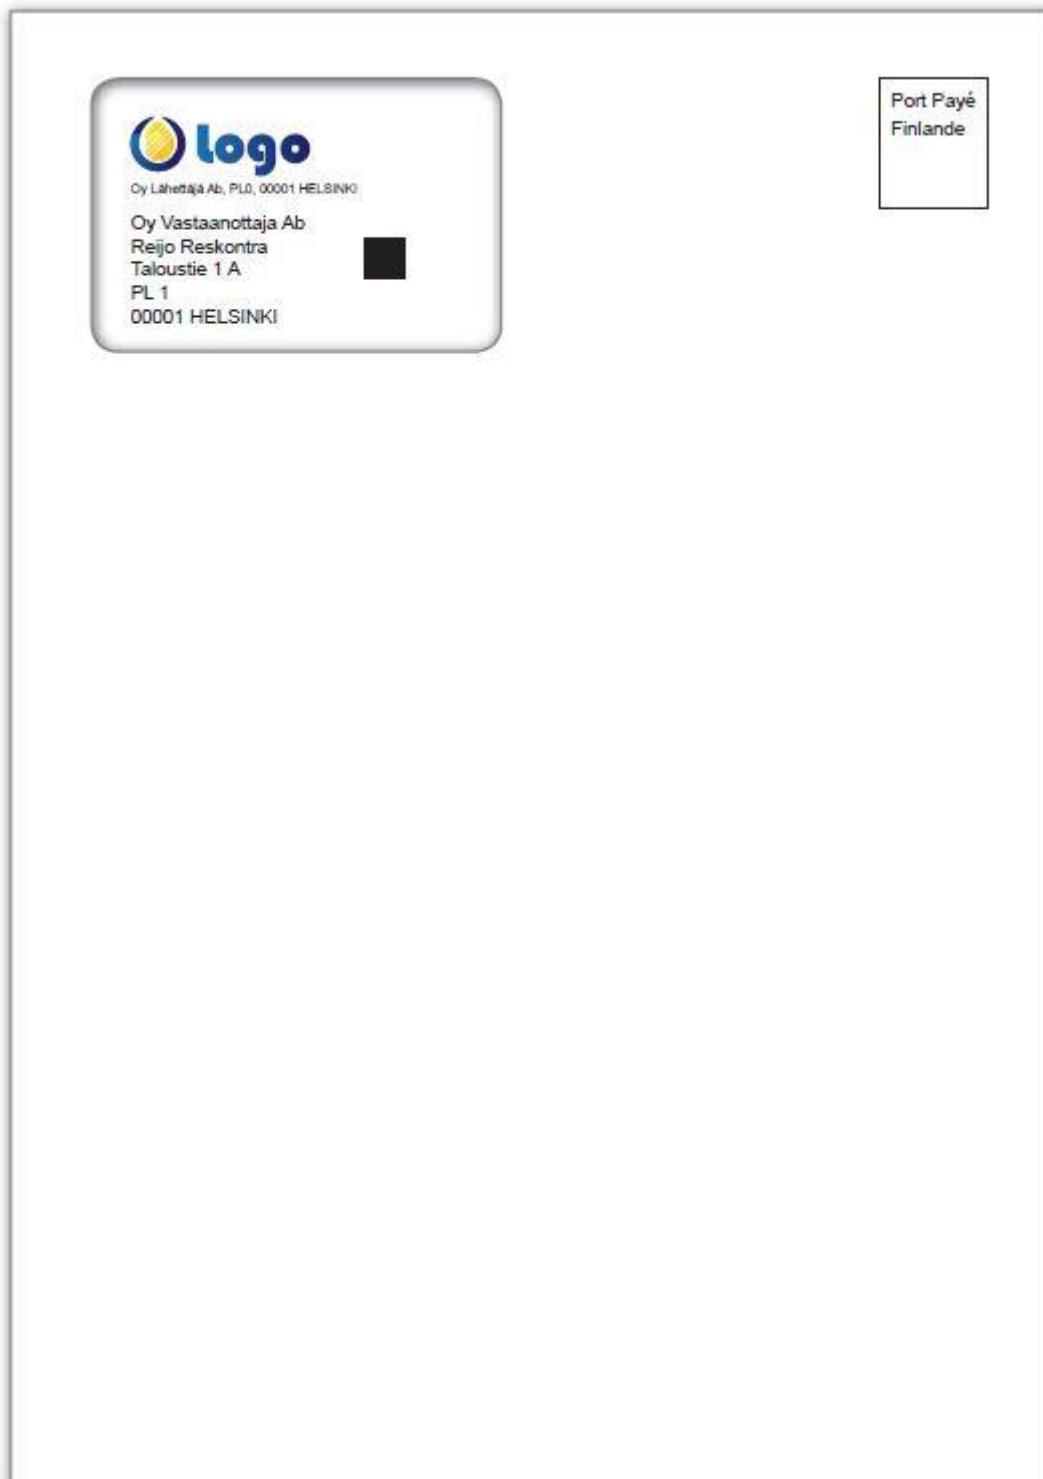 Logo
Oy Lähettäjä Ab, PL0, 00001 HELSINKI
Oy Vastaanottaja Ab
Reijo Reskontra
Taloustie 1 A
PL 1
00001 HELSINKI
Port Payé
Finlande